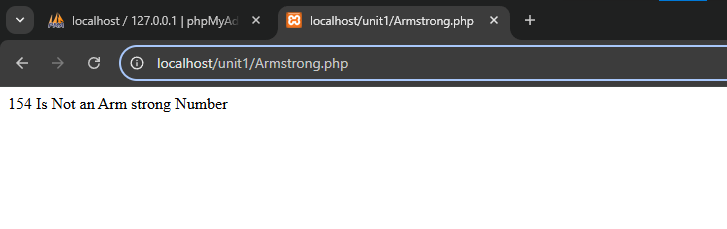 localhost / 127.0.0.1 | phpMyAd
localhost/unit1/Armstrong.php
localhost/unit1/Armstrong.php
154 Is Not an Arm strong Number